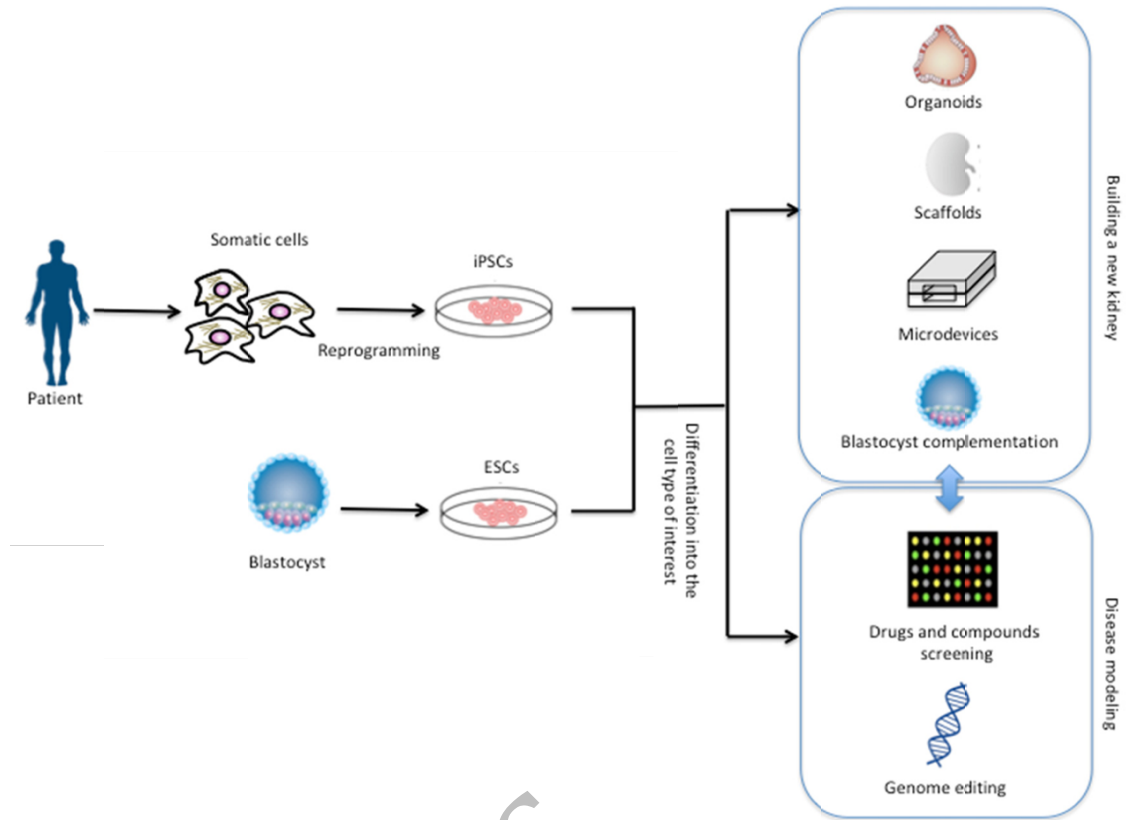 Organoids
Scaffolds
Microdevices
Blastocyst complementation
Building a new kidney
Somatic cells
iPSCs
Reprogramming
Patient
ESCs
Blastocyst
Differentiation into the
cell type of interest
Drugs and compounds
screening
Genome editing
Disease modeling